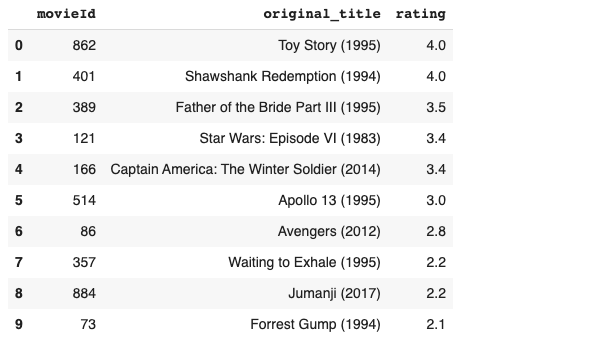 movieId original_title rating
0 862 Toy Story (1995) 4.0
1 401 Shawshank Redemption (1994) 4.0
2 389 Father of the Bride Part III (1995) 3.5
3 121 Star Wars: Episode VI (1983) 3.4
4 166 Captain America: The Winter Soldier (2014) 3.4
5 514 Apollo 13 (1995) 3.0
6 86 Avengers (2012) 2.8
7 357 Waiting to Exhale (1995) 2.2
8 884 Jumanji (2017) 2.2
9 73 Forrest Gump (1994) 2.1